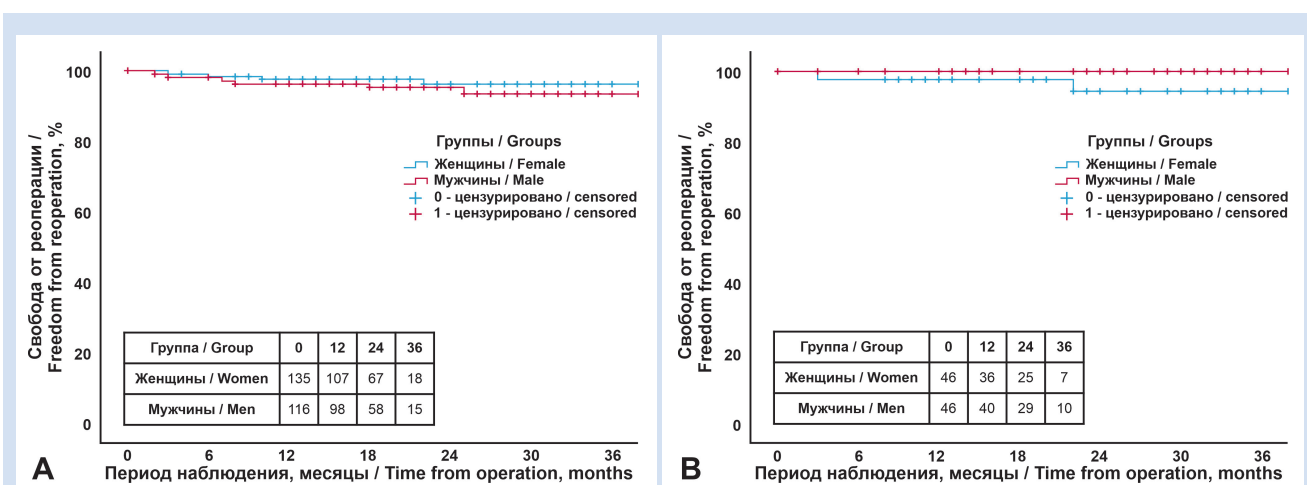 Свобода от реоперации /
Freedom from reoperation, %
100
80
60
40
20
0
Группы / Groups
Женщины / Female
Мужчины / Male
0 - цензурировано / censored
1 - цензурировано / censored
Группа / Group 0 12 24 36
Женщины / Women 135 107 67 18
Мужчины / Men 116 98 58 15
0 6 12 18 24 30 36
A Период наблюдения, месяцы / Time from operation, months
Свобода от реоперации /
Freedom from reoperation, %
100
80
60
40
20
0
Группы / Groups
Женщины / Female
Мужчины / Male
0 - цензурировано / censored
1 - цензурировано / censored
Группа / Group 0 12 24 36
Женщины / Women 46 36 25 7
Мужчины / Men 46 40 29 10
0 6 12 18 24 30 36
B Период наблюдения, месяцы / Time from operation, months